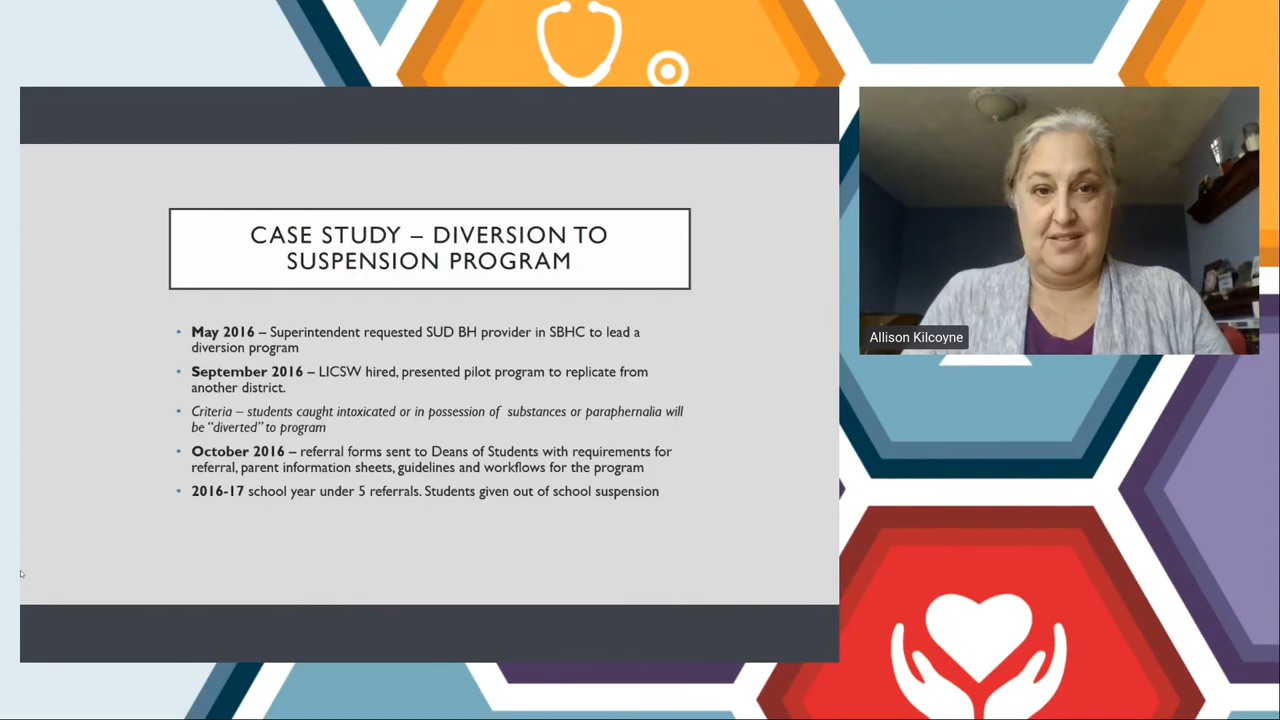 CASE STUDY – DIVERSION TO
SUSPENSION PROGRAM
• May 2016 – Superintendent requested SUD BH provider in SBHC to lead a
diversion program
• September 2016 – LICSW hired, presented pilot program to replicate from
another district.
• Criteria – students caught intoxicated or in possession of substances or paraphernalia will
be “diverted” to program
• October 2016 – referral forms sent to Deans of Students with requirements for
referral, parent information sheets, guidelines and workflows for the program
• 2016-17 school year under 5 referrals. Students given out of school suspension
Allison Kilcoyne